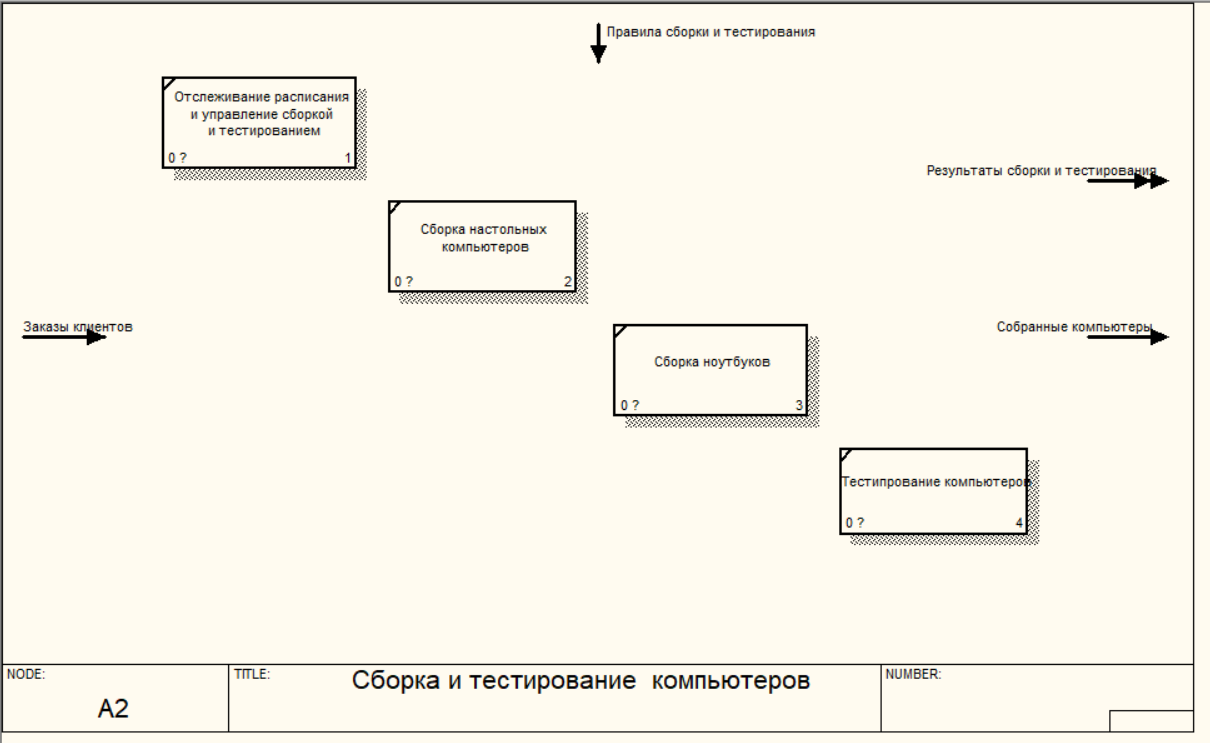 Правила сборки и тестирования
Отслеживание расписания
и управление сборкой
и тестированием
0 ?
1
Результаты сборки и тестирования
Сборка настольных
компьютеров
0 ?
2
Заказы клиентов
Собранные компьютеры
Сборка ноутбуков
0 ?
3
Тестипрование компьютеров
0 ?
4
NODE:
A2
TITLE:
Сборка и тестирование компьютеров
NUMBER: